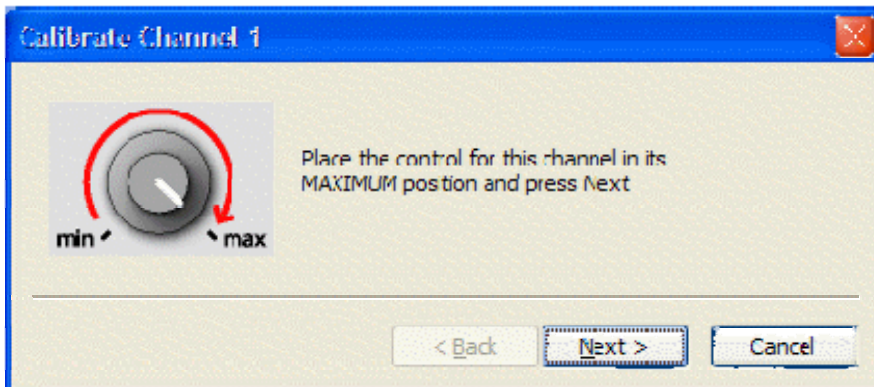 Calibrate Channel 1
Place the control for this channel in its
MAXIMUM position and press Next
min max
< Back Next > Cancel